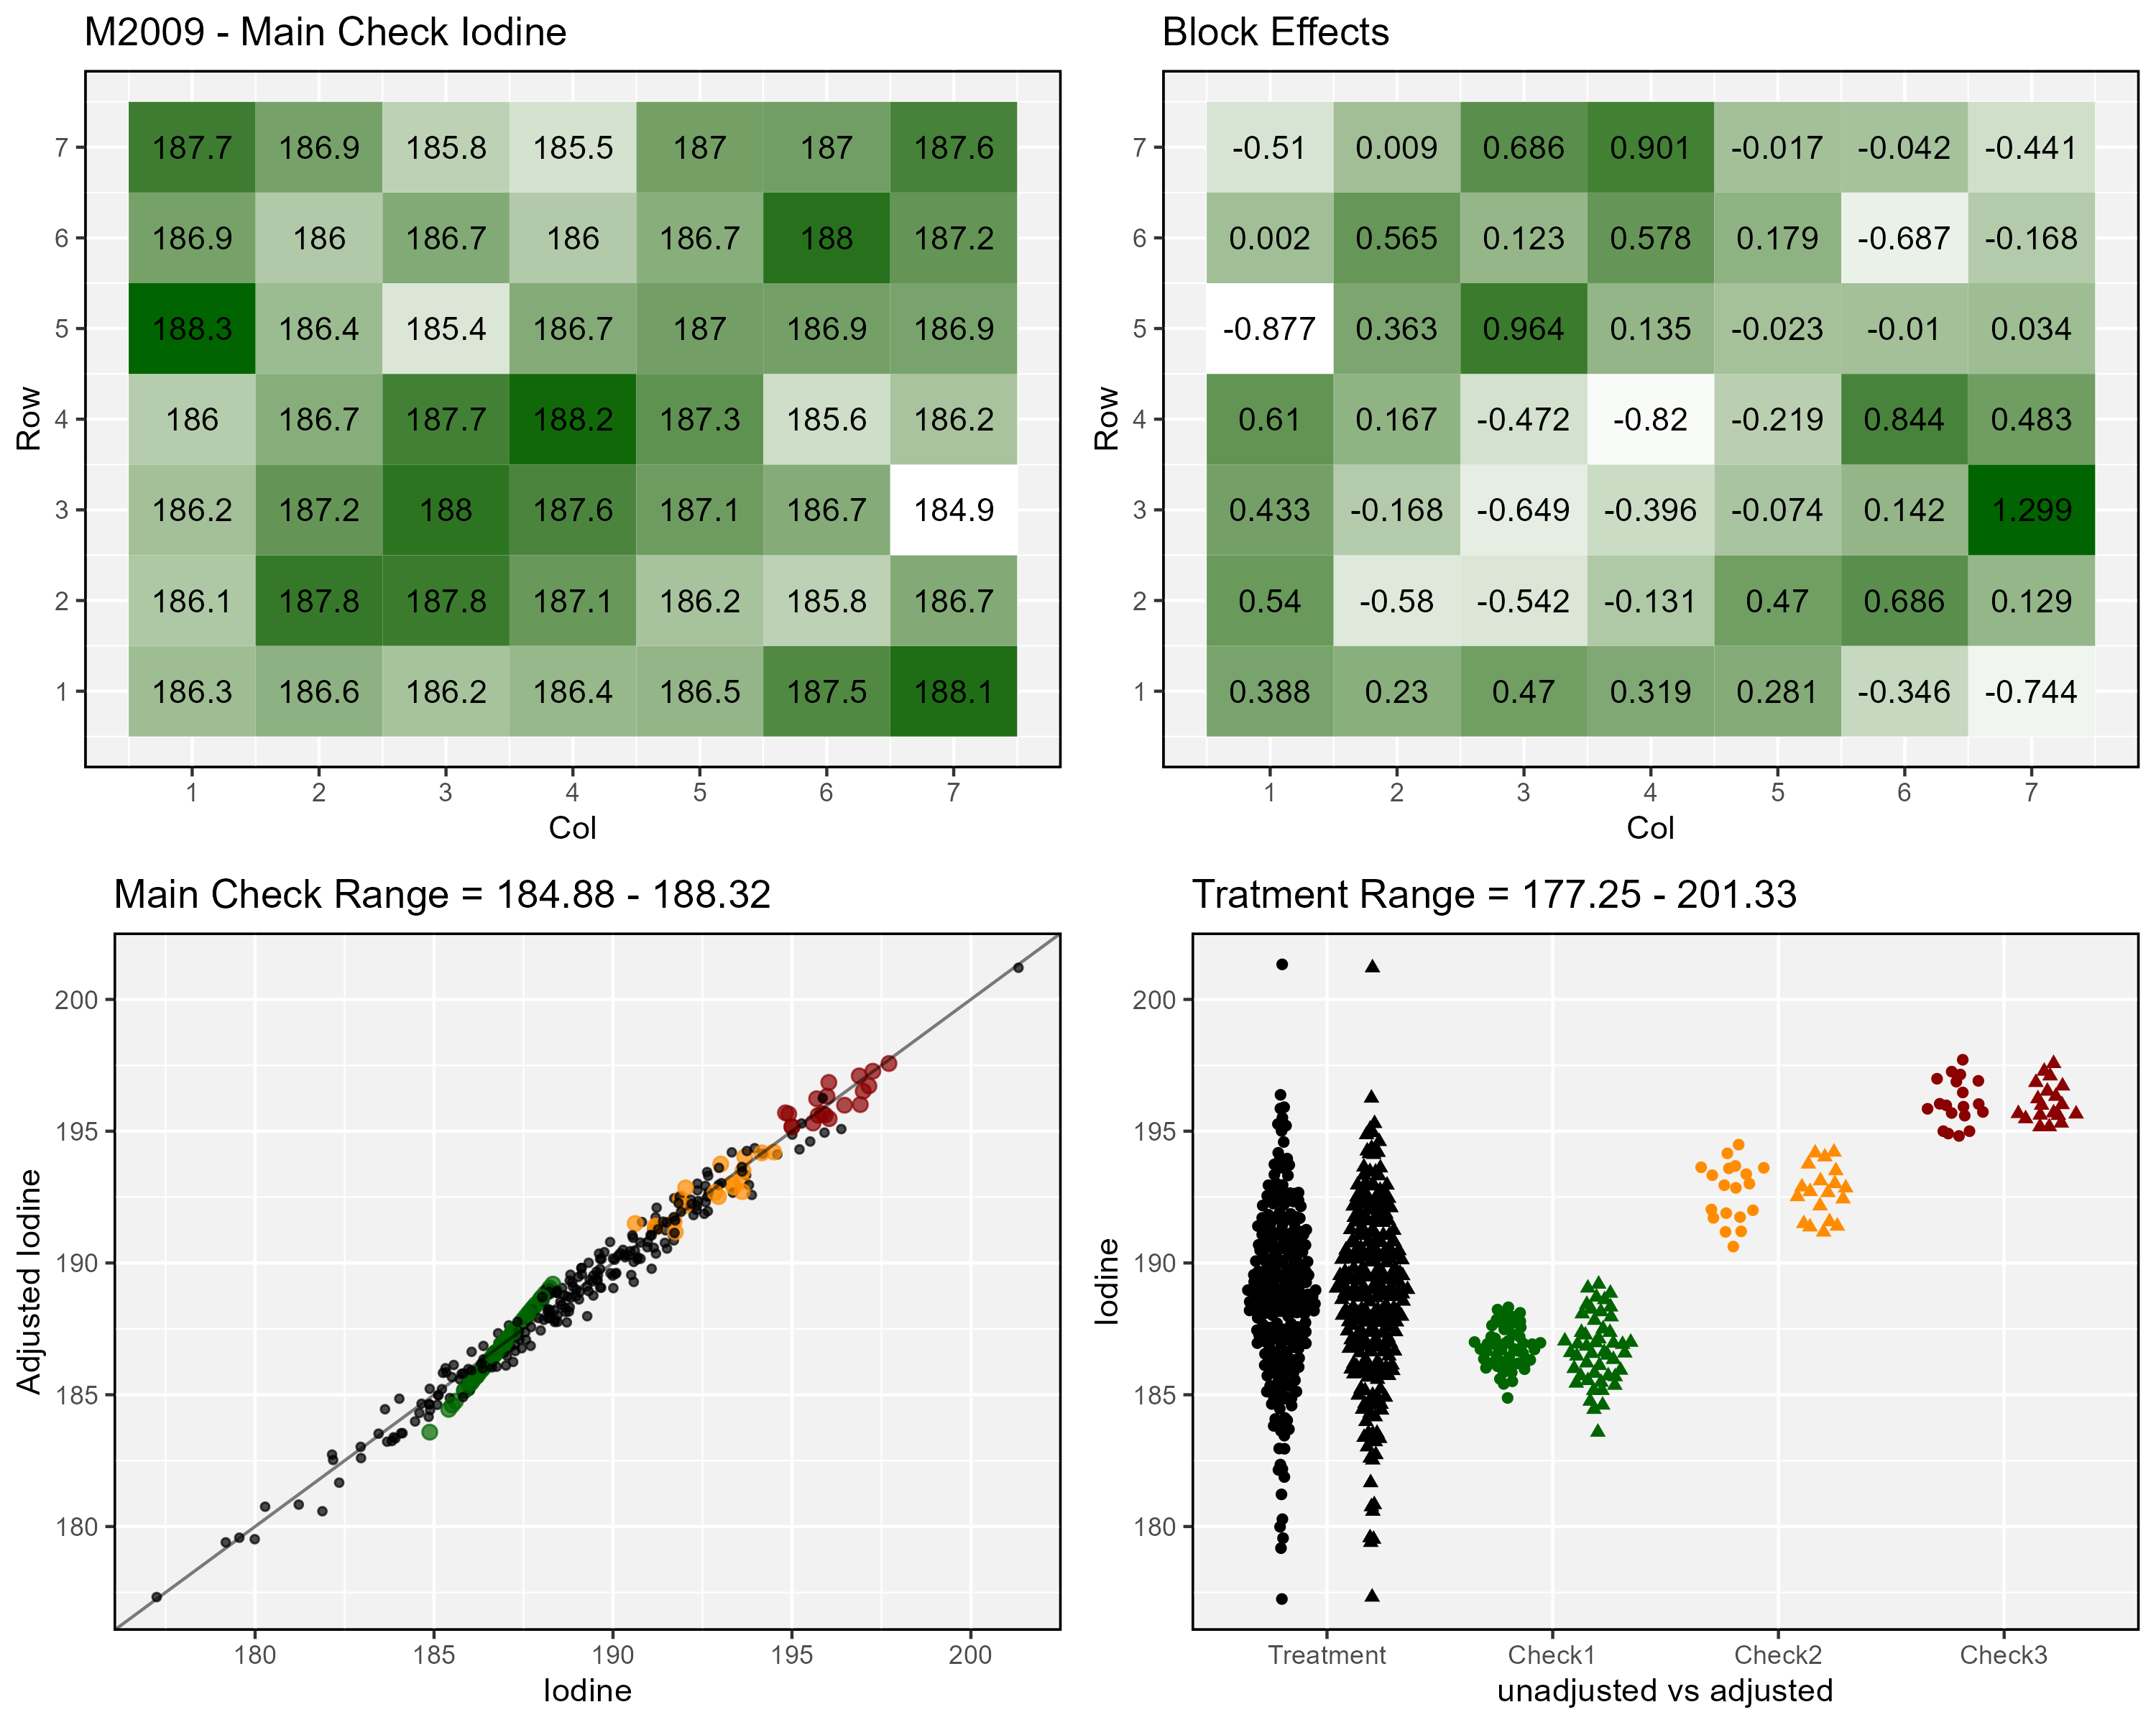 M2009 - Main Check Iodine
Row
7 187.7 186.9 185.8 185.5 187 187 187.6
6 186.9 186 186.7 186 186.7 188 187.2
5 188.3 186.4 185.4 186.7 187 186.9 186.9
4 186 186.7 187.7 188.2 187.3 185.6 186.2
3 186.2 187.2 188 187.6 187.1 186.7 184.9
2 186.1 187.8 187.8 187.1 186.2 185.8 186.7
1 186.3 186.6 186.2 186.4 186.5 187.5 188.1
1 2 3 4 5 6 7
Col
Block Effects
Row
7 -0.51 0.009 0.686 0.901 -0.017 -0.042 -0.441
6 0.002 0.565 0.123 0.578 0.179 -0.687 -0.168
5 -0.877 0.363 0.964 0.135 -0.023 -0.01 0.034
4 0.61 0.167 -0.472 -0.82 -0.219 0.844 0.483
3 0.433 -0.168 -0.649 -0.396 -0.074 0.142 1.299
2 0.54 -0.58 -0.542 -0.131 0.47 0.686 0.129
1 0.388 0.23 0.47 0.319 0.281 -0.346 -0.744
1 2 3 4 5 6 7
Col
Main Check Range = 184.88 - 188.32
Adjusted Iodine
200
195
190
185
180
180 185 190 195 200
Iodine
Tratment Range = 177.25 - 201.33
Iodine
200
195
190
185
180
Treatment Check1 Check2 Check3
unadjusted vs adjusted